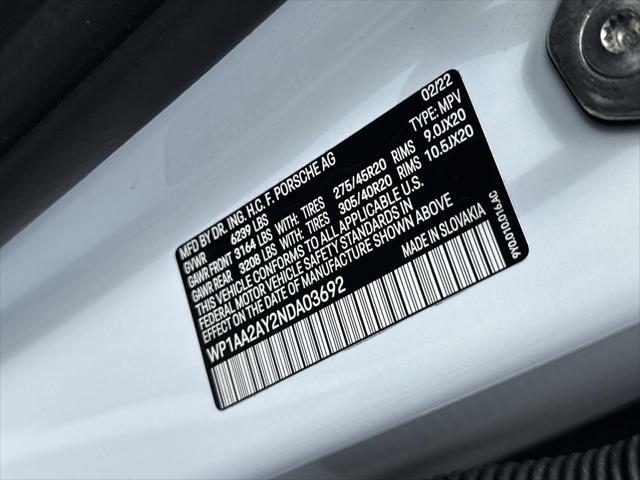 MFD BY DR. ING. H.C. F. PORSCHE AG 02/22
GVWR 6239 LBS TYPE: MPV
GAWR FRONT 3164 LBS WITH: TIRES 275/45R20 RIMS 9.0JX20
GAWR REAR 3208 LBS WITH: TIRES 305/40R20 RIMS 10.5JX20
THIS VEHICLE CONFORMS TO ALL APPLICABLE U.S.
FEDERAL MOTOR VEHICLE SAFETY STANDARDS IN EFFECT ON
THE DATE OF MANUFACTURE SHOWN ABOVE
MADE IN SLOVAKIA
WP1AA2AY2NDA03692
9Y0.010.016.AC